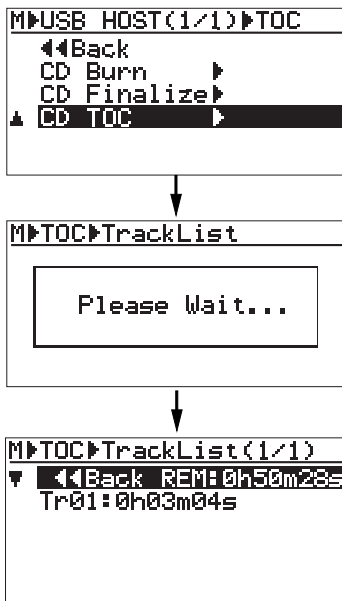 M▶USB HOST(1/1)▶TOC
◀◀Back
CD Burn ▶
CD Finalize▶
▲ CD TOC ▶
M▶TOC▶TrackList
Please Wait...
M▶TOC▶TrackList(1/1)
▼ ◀◀Back REM:0h50m28s
Tr01:0h03m04s